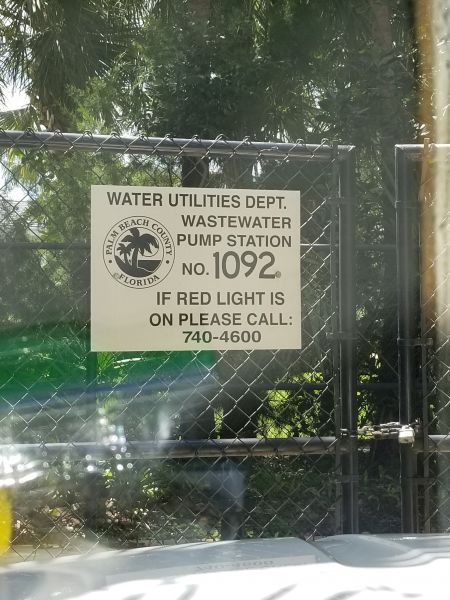 WATER UTILITIES DEPT.
PALM BEACH COUNTY
FLORIDA
WASTEWATER
PUMP STATION
NO. 1092
IF RED LIGHT IS
ON PLEASE CALL:
740-4600